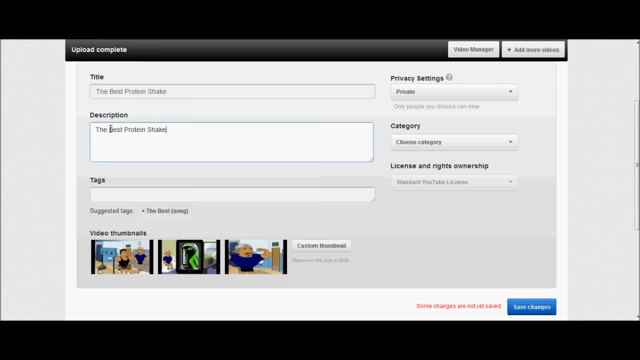 Upload complete
Video Manager
+ Add more videos
Title
The Best Protein Shake
Description
The Best Protein Shake
Tags
Suggested tags: + The Best (song)
Video thumbnails
Custom thumbnail
Maximum file size is 2MB.
Privacy Settings ?
Private
Only people you choose can view
Category
Choose category
License and rights ownership
Standard YouTube License
Some changes are not yet saved.
Save changes